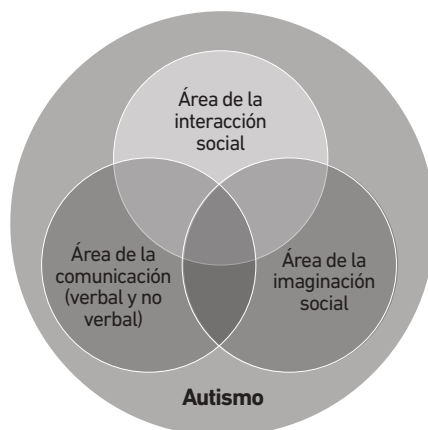 Área de la
interacción
social
Área de la
comunicación
(verbal y no
verbal)
Área de la
imaginación
social
Autismo